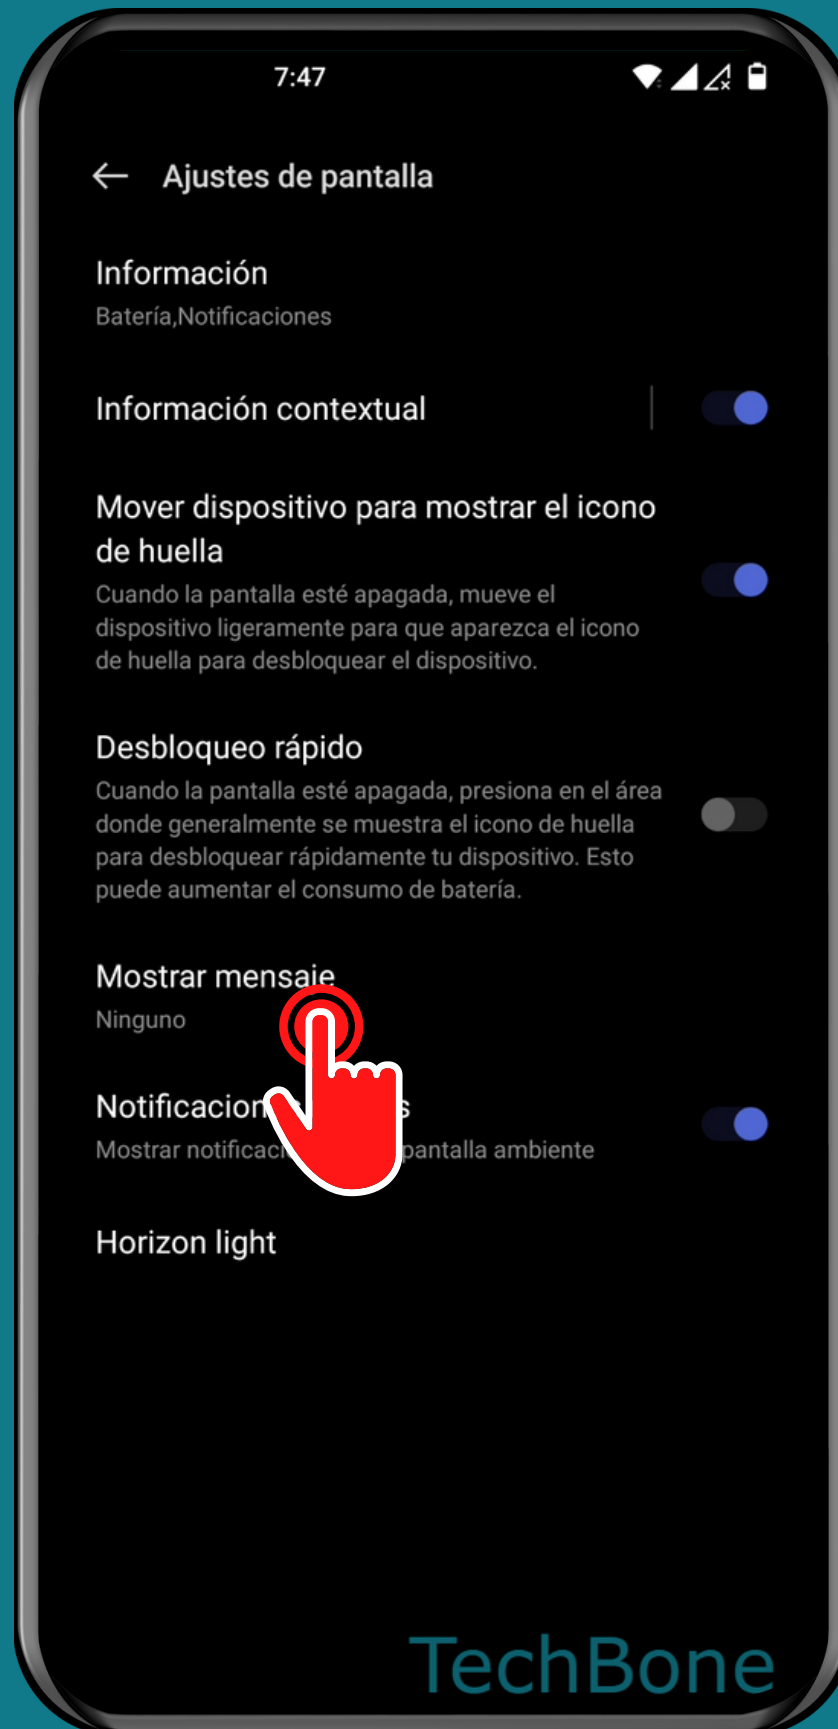 7:47
Ajustes de pantalla
Información
Batería,Notificaciones
Información contextual
Mover dispositivo para mostrar el icono
de huella
Cuando la pantalla esté apagada, mueve el
dispositivo ligeramente para que aparezca el icono
de huella para desbloquear el dispositivo.
Desbloqueo rápido
Cuando la pantalla esté apagada, presiona en el área
donde generalmente se muestra el icono de huella
para desbloquear rápidamente tu dispositivo. Esto
puede aumentar el consumo de batería.
Mostrar mensaje
Ninguno
Mostrar pantalla ambiente
Horizon light
TechBone